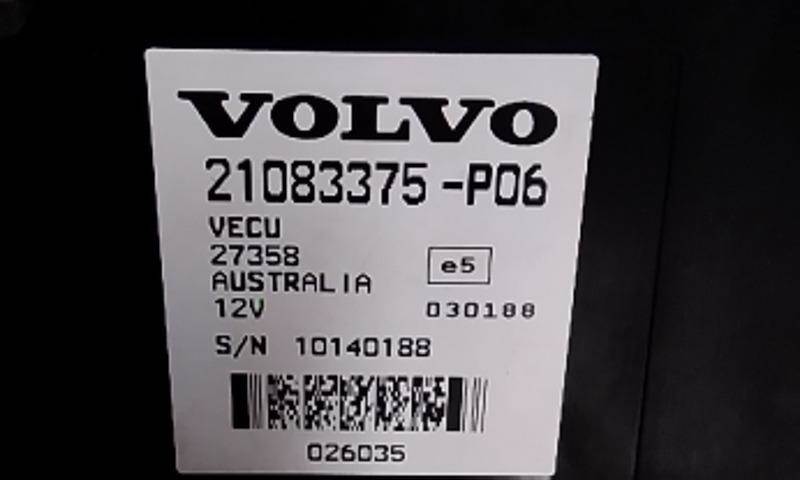 VOLVO
21083375-P06
VECU
27358
e5
AUSTRALIA
12V 030188
S/N 10140188
026035